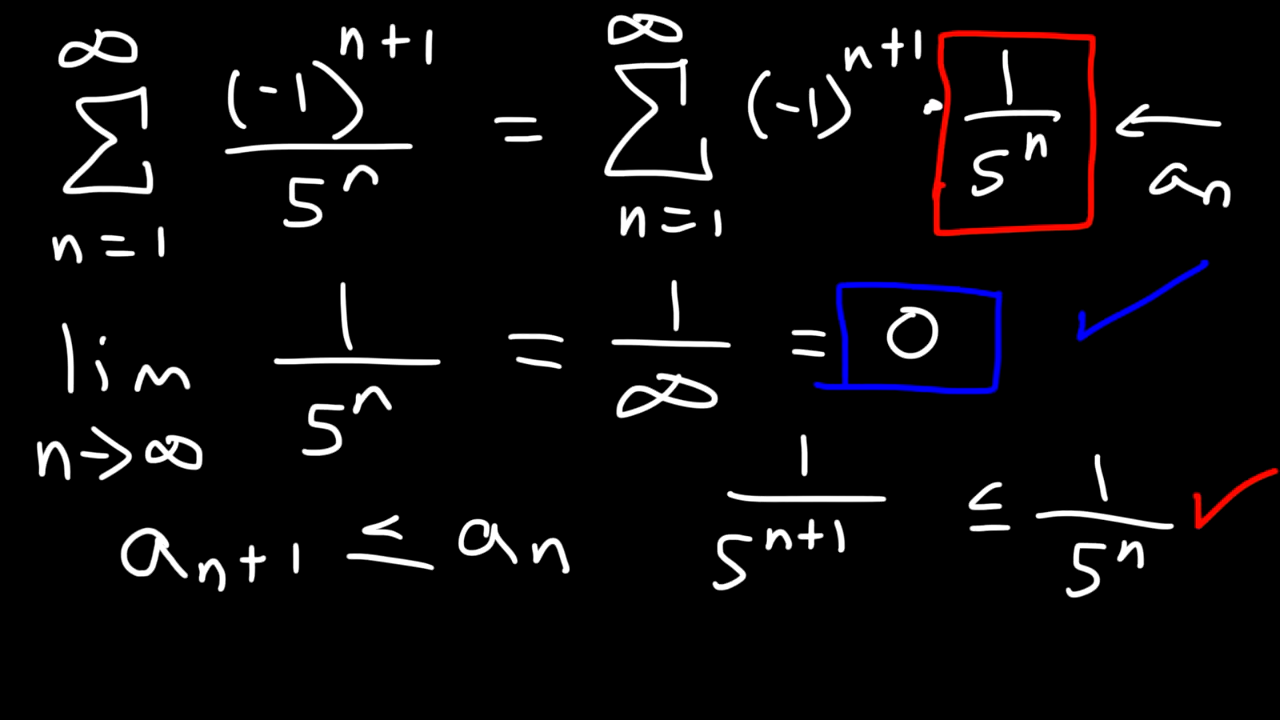 ∞ ∑ n=1 (-1)^{n+1} / 5^n = ∞ ∑ n=1 (-1)^{n+1} · 1/5^n ← a_n
lim n→∞ 1/5^n = 1/∞ = 0 ✓
a_{n+1} ≤ a_n 1/5^{n+1} ≤ 1/5^n ✓